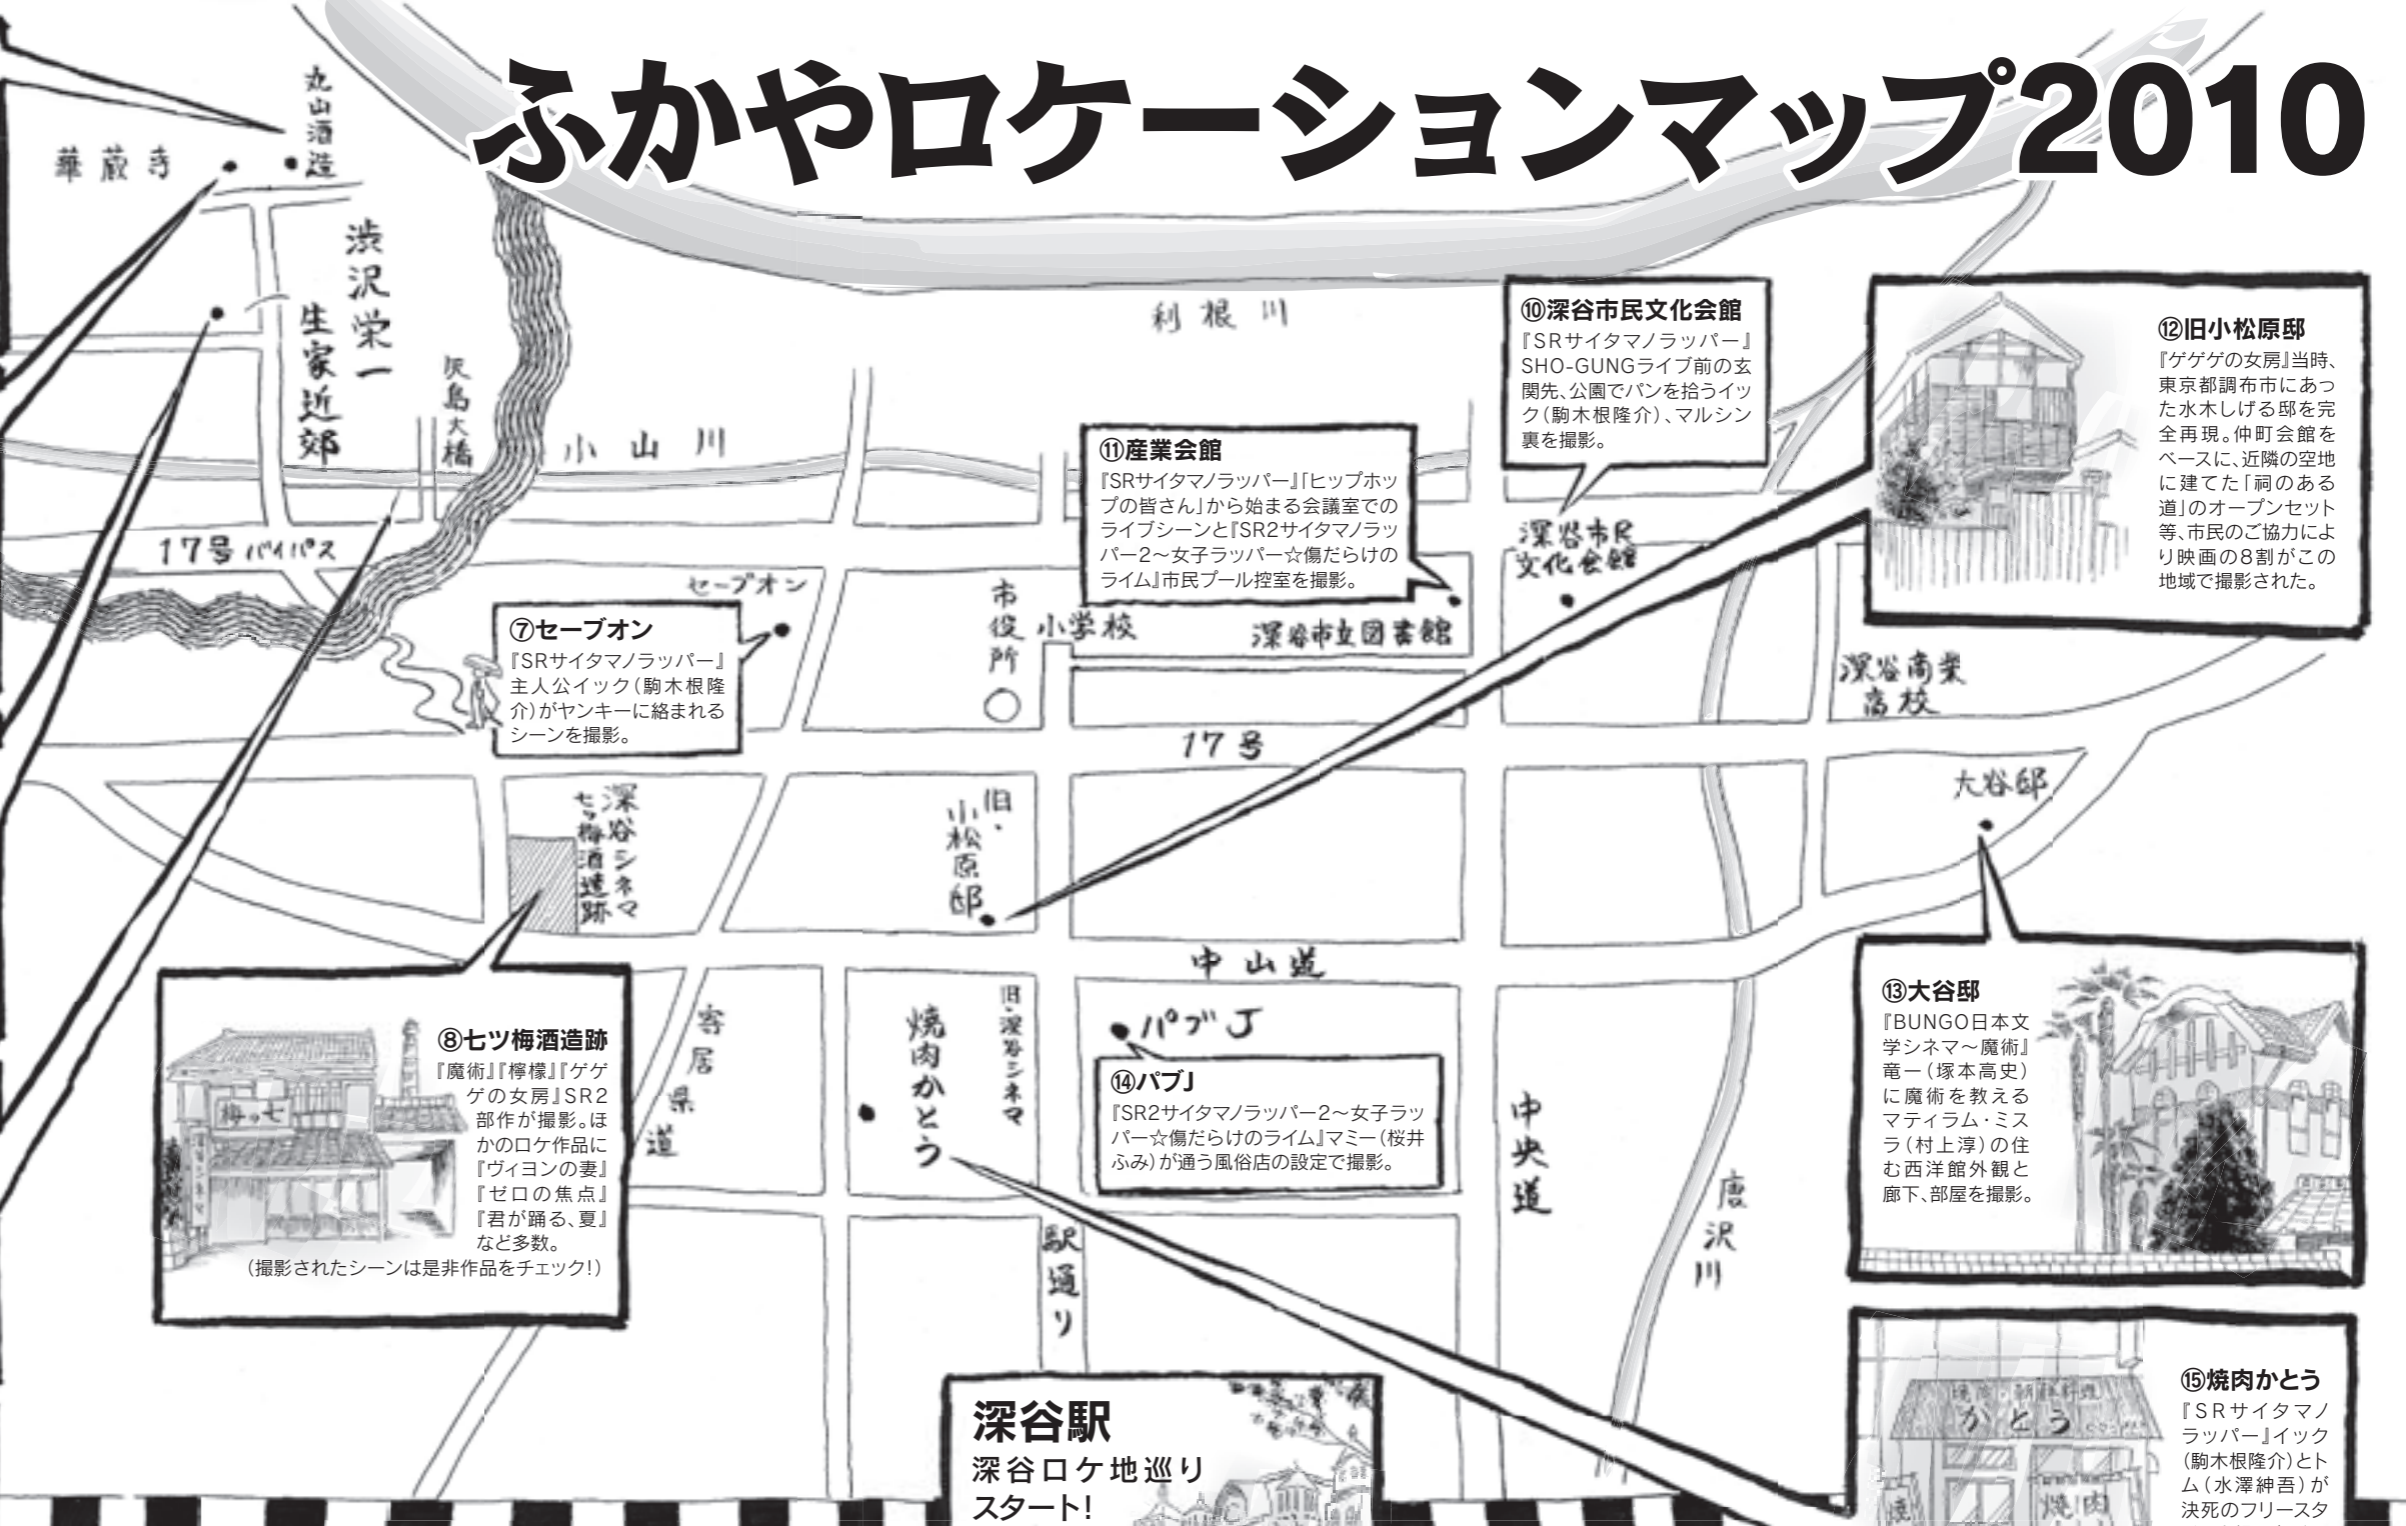 ふかやロケーションマップ2010
丸山酒造
華蔵寺
渋沢栄一
生家近郊
灰島大橋
小山川
利根川
17号バイパス
⑩深谷市民文化会館
『SRサイタマノラッパー』
SHO-GUNGライブ前の玄
関先、公園でパンを拾うイッ
ク（駒木根隆介）、マルシン
裏を撮影。
⑫旧小松原邸
『ゲゲゲの女房』当時、
東京都調布市にあっ
た水木しげる邸を完
全再現。仲町会館を
ベースに、近隣の空地
に建てた「祠のある
道」のオープンセット
等、市民のご協力によ
り映画の8割がこの
地域で撮影された。
⑪産業会館
『SRサイタマノラッパー』「ヒップホッ
プの皆さん」から始まる会議室での
ライブシーンと『SR2サイタマノラッ
パー2～女子ラッパー☆傷だらけの
ライム』市民プール控室を撮影。
深谷市民
文化会館
セーブオン
⑦セーブオン
『SRサイタマノラッパー』
主人公イック（駒木根隆
介）がヤンキーに絡まれる
シーンを撮影。
市役所
小学校
深谷市立図書館
深谷商業
高校
17号
大谷邸
深谷シネマ
七ッ梅酒造跡
旧・
小松原邸
中山道
⑧七ツ梅酒造跡
『魔術』『檸檬』『ゲゲ
ゲの女房』SR2
部作が撮影。ほ
かのロケ作品に
『ヴィヨンの妻』
『ゼロの焦点』
『君が踊る、夏』
など多数。
（撮影されたシーンは是非作品をチェック！）
七ッ梅
寄居県道
焼肉かとう
旧・深谷シネマ
パブJ
⑭パブJ
『SR2サイタマノラッパー2～女子ラッ
パー☆傷だらけのライム』マミー（桜井
ふみ）が通う風俗店の設定で撮影。
中央道
唐沢川
駅通り
⑬大谷邸
『BUNGO日本文
学シネマ～魔術』
竜一（塚本高史）
に魔術を教える
マティラム・ミス
ラ（村上淳）の住
む西洋館外観と
廊下、部屋を撮影。
深谷駅
深谷ロケ地巡り
スタート！
⑮焼肉かとう
『SRサイタマノ
ラッパー』イック
（駒木根隆介）とト
ム（水澤紳吾）が
決死のフリースタ
かとう
焼肉